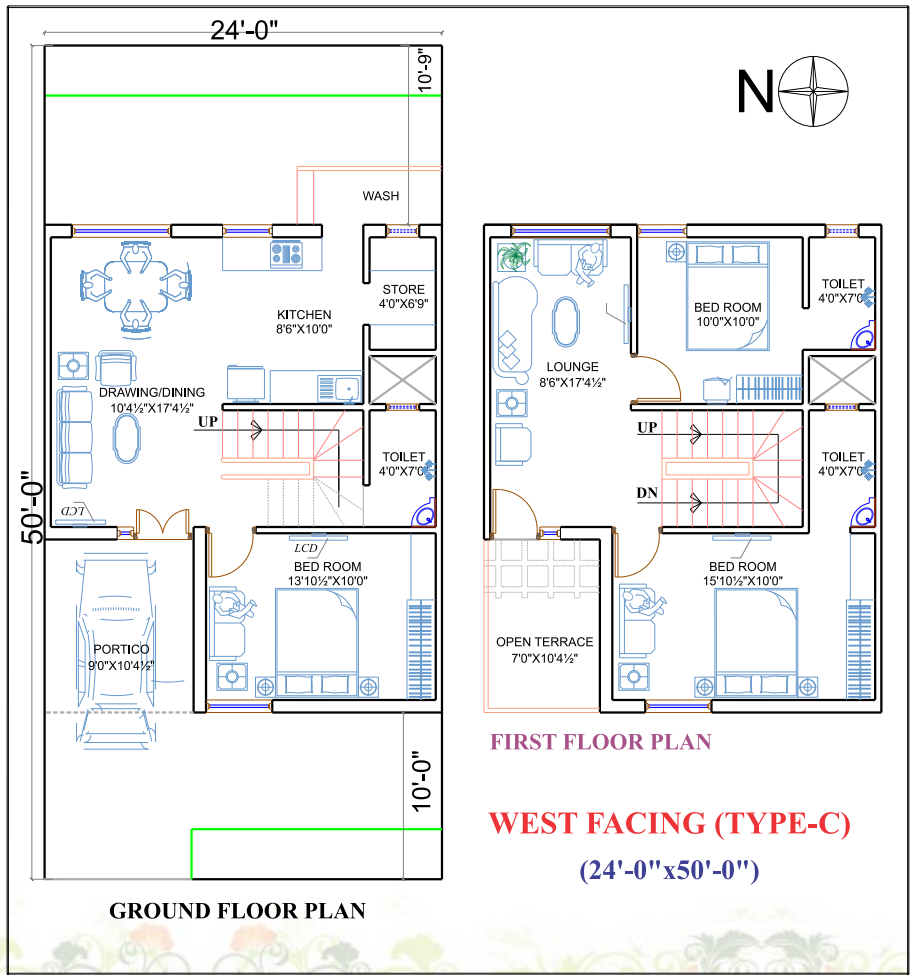 24'-0"
10'-9"
N
WASH
STORE
4'0"X6'9"
KITCHEN
8'6"X10'0"
DRAWING/DINING
10'4½"X17'4½"
UP
TOILET
4'0"X7'0"
50'-0"
LCD
LCD
BED ROOM
13'10½"X10'0"
PORTICO
9'0"X10'4½"
10'-0"
GROUND FLOOR PLAN
TOILET
4'0"X7'0"
BED ROOM
10'0"X10'0"
LOUNGE
8'6"X17'4½"
UP
DN
TOILET
4'0"X7'0"
BED ROOM
15'10½"X10'0"
OPEN TERRACE
7'0"X10'4½"
FIRST FLOOR PLAN
WEST FACING (TYPE-C)
(24'-0"x50'-0")